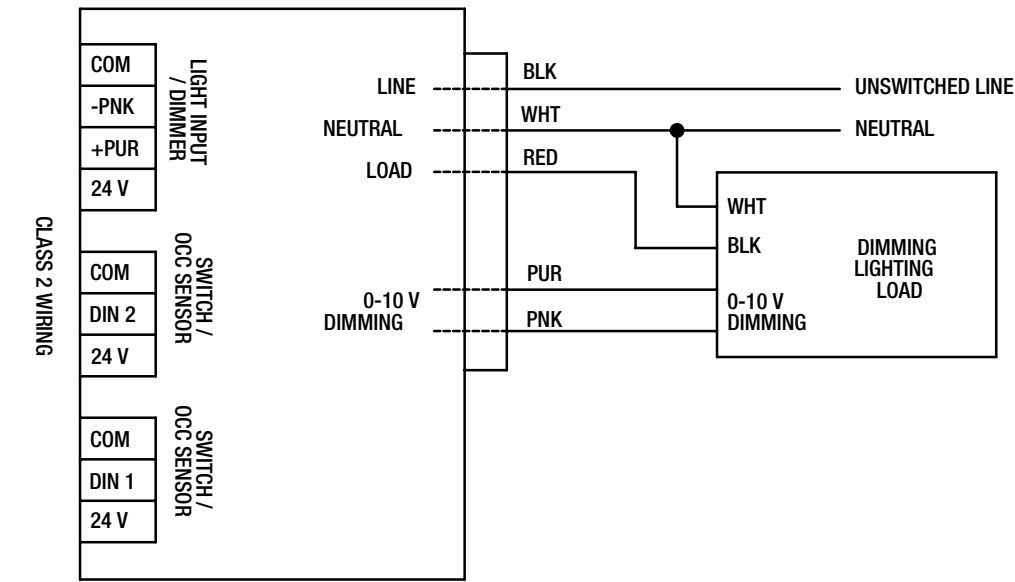 CLASS 2 WIRING
COM
-PNK
+PUR
24 V
LIGHT INPUT
/ DIMMER
COM
DIN 2
24 V
SWITCH /
OCC SENSOR
COM
DIN 1
24 V
SWITCH /
OCC SENSOR
LINE
NEUTRAL
LOAD
0-10 V
DIMMING
BLK
WHT
RED
PUR
PNK
UNSWITCHED LINE
NEUTRAL
WHT
BLK
0-10 V
DIMMING
DIMMING
LIGHTING
LOAD